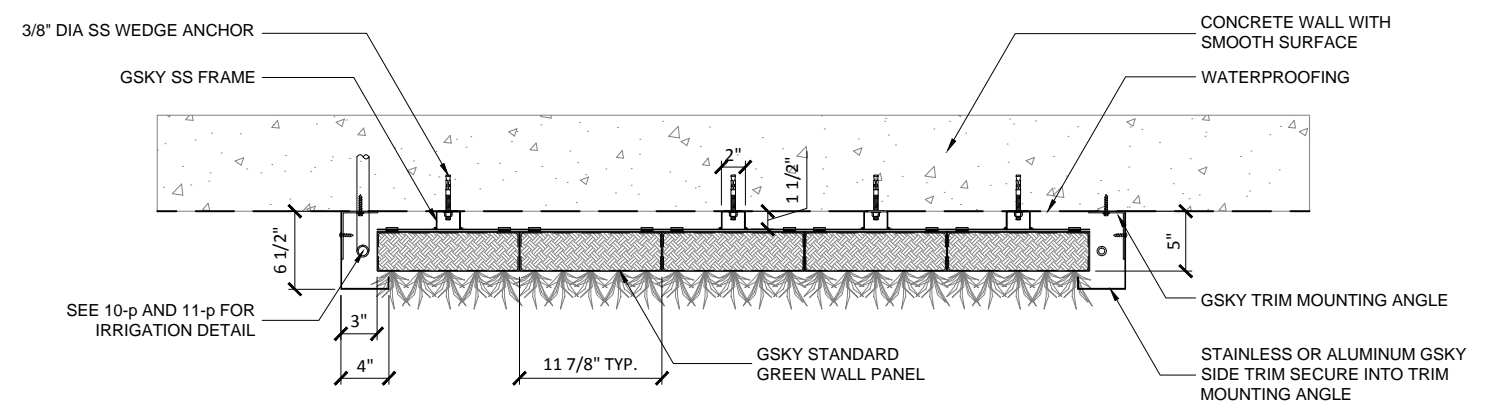 3/8" DIA SS WEDGE ANCHOR
GSKY SS FRAME
CONCRETE WALL WITH
SMOOTH SURFACE
WATERPROOFING
2"
1 1/2"
6 1/2"
5"
SEE 10-p AND 11-p FOR
IRRIGATION DETAIL
3"
4"
11 7/8" TYP.
GSKY STANDARD
GREEN WALL PANEL
GSKY TRIM MOUNTING ANGLE
STAINLESS OR ALUMINUM GSKY
SIDE TRIM SECURE INTO TRIM
MOUNTING ANGLE